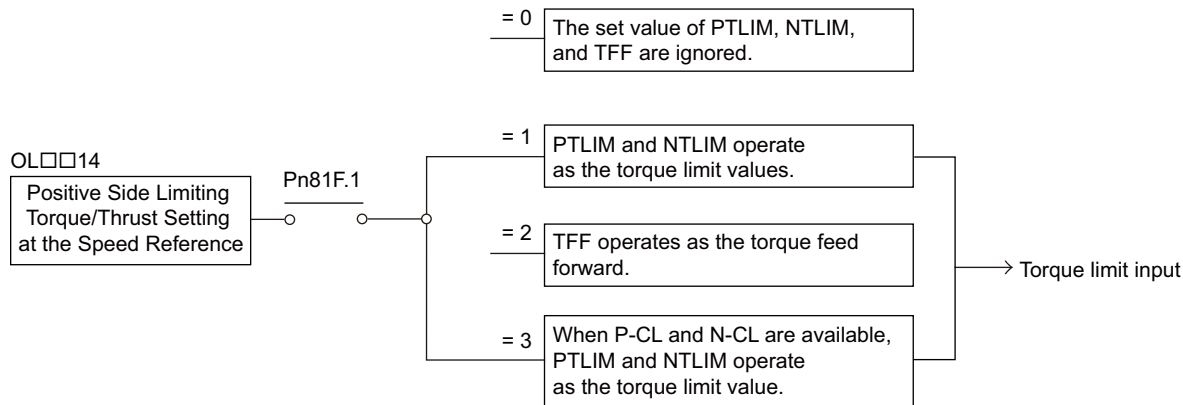 = 0
The set value of PTLIM, NTLIM,
and TFF are ignored.
= 1
PTLIM and NTLIM operate
as the torque limit values.
OL□□14
Positive Side Limiting
Torque/Thrust Setting
at the Speed Reference
Pn81F.1
= 2
TFF operates as the torque feed
forward.
Torque limit input
= 3
When P-CL and N-CL are available,
PTLIM and NTLIM operate
as the torque limit value.